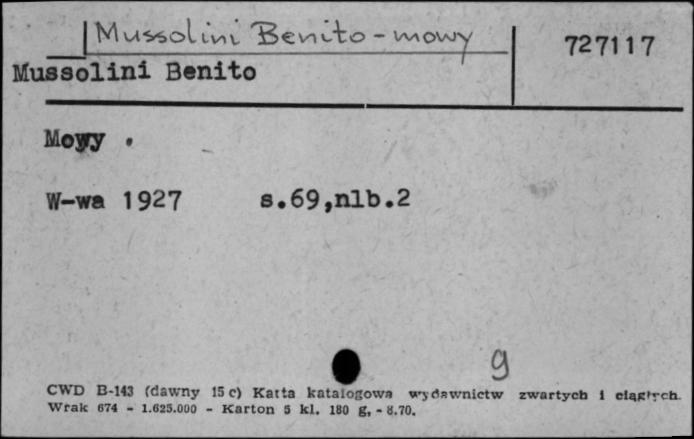 Mussolini Benito - mowy
727117
Mussolini Benito
Mowy .
W-wa 1927 s.69,nlb.2
9
CWD B-143 (dawny 15 c) Karta katalogowa wydawnictw zwartych i ciągłych.
Wrak 674 - 1.625.000 - Karton 5 kl. 180 g, - 8.70.